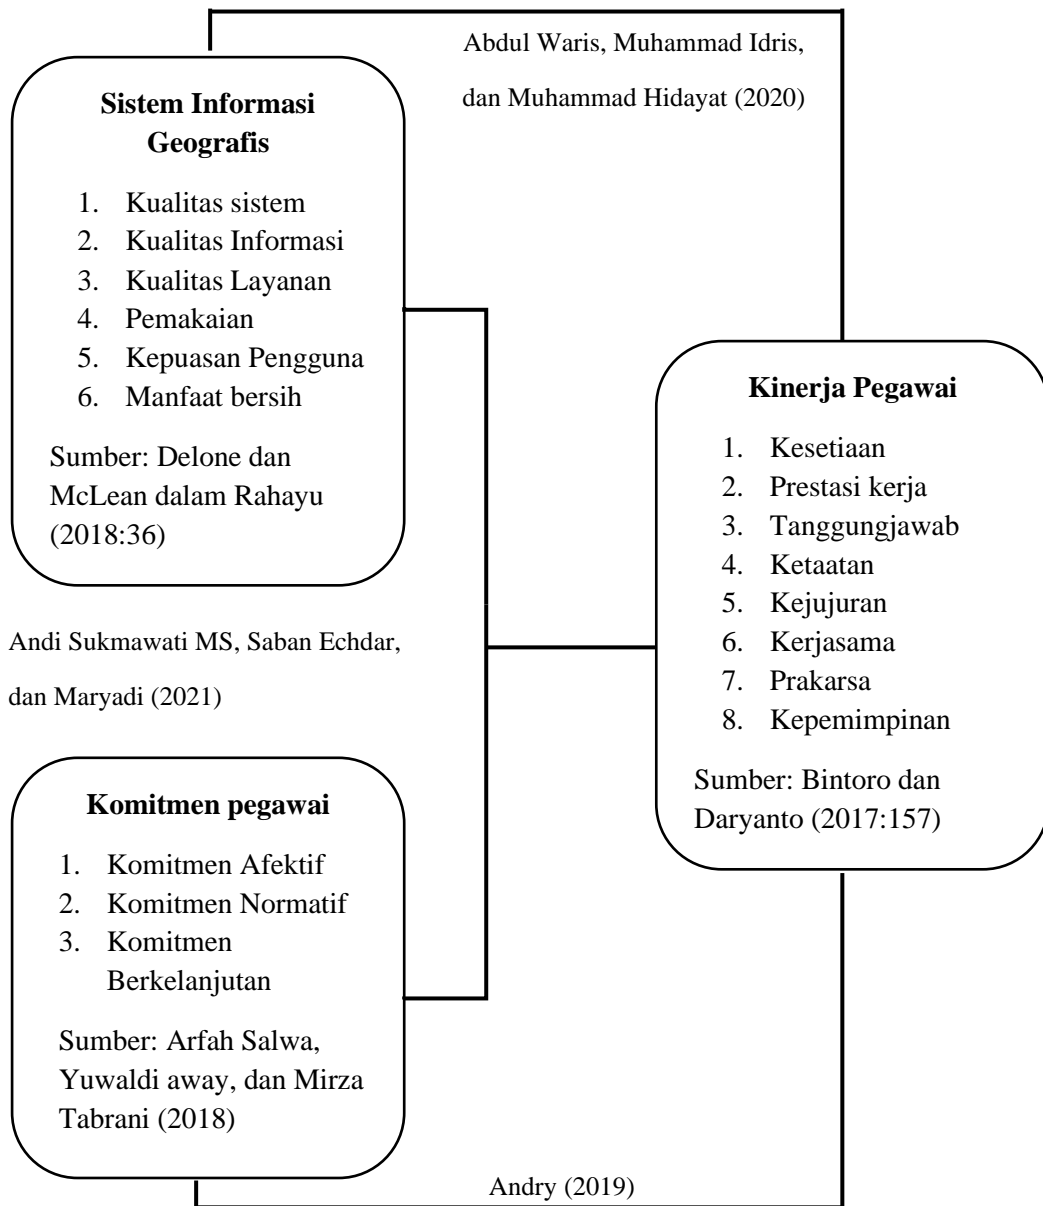 Abdul Waris, Muhammad Idris,
dan Muhammad Hidayat (2020)
Sistem Informasi
Geografis
1. Kualitas sistem
2. Kualitas Informasi
3. Kualitas Layanan
4. Pemakaian
5. Kepuasan Pengguna
6. Manfaat bersih
Sumber: Delone dan
McLean dalam Rahayu
(2018:36)
Andi Sukmawati MS, Saban Echdar,
dan Maryadi (2021)
Komitmen pegawai
1. Komitmen Afektif
2. Komitmen Normatif
3. Komitmen
Berkelanjutan
Sumber: Arfah Salwa,
Yuwaldi away, dan Mirza
Tabrani (2018)
Kinerja Pegawai
1. Kesetiaan
2. Prestasi kerja
3. Tanggungjawab
4. Ketaatan
5. Kejujuran
6. Kerjasama
7. Prakarsa
8. Kepemimpinan
Sumber: Bintoro dan
Daryanto (2017:157)
Andry (2019)